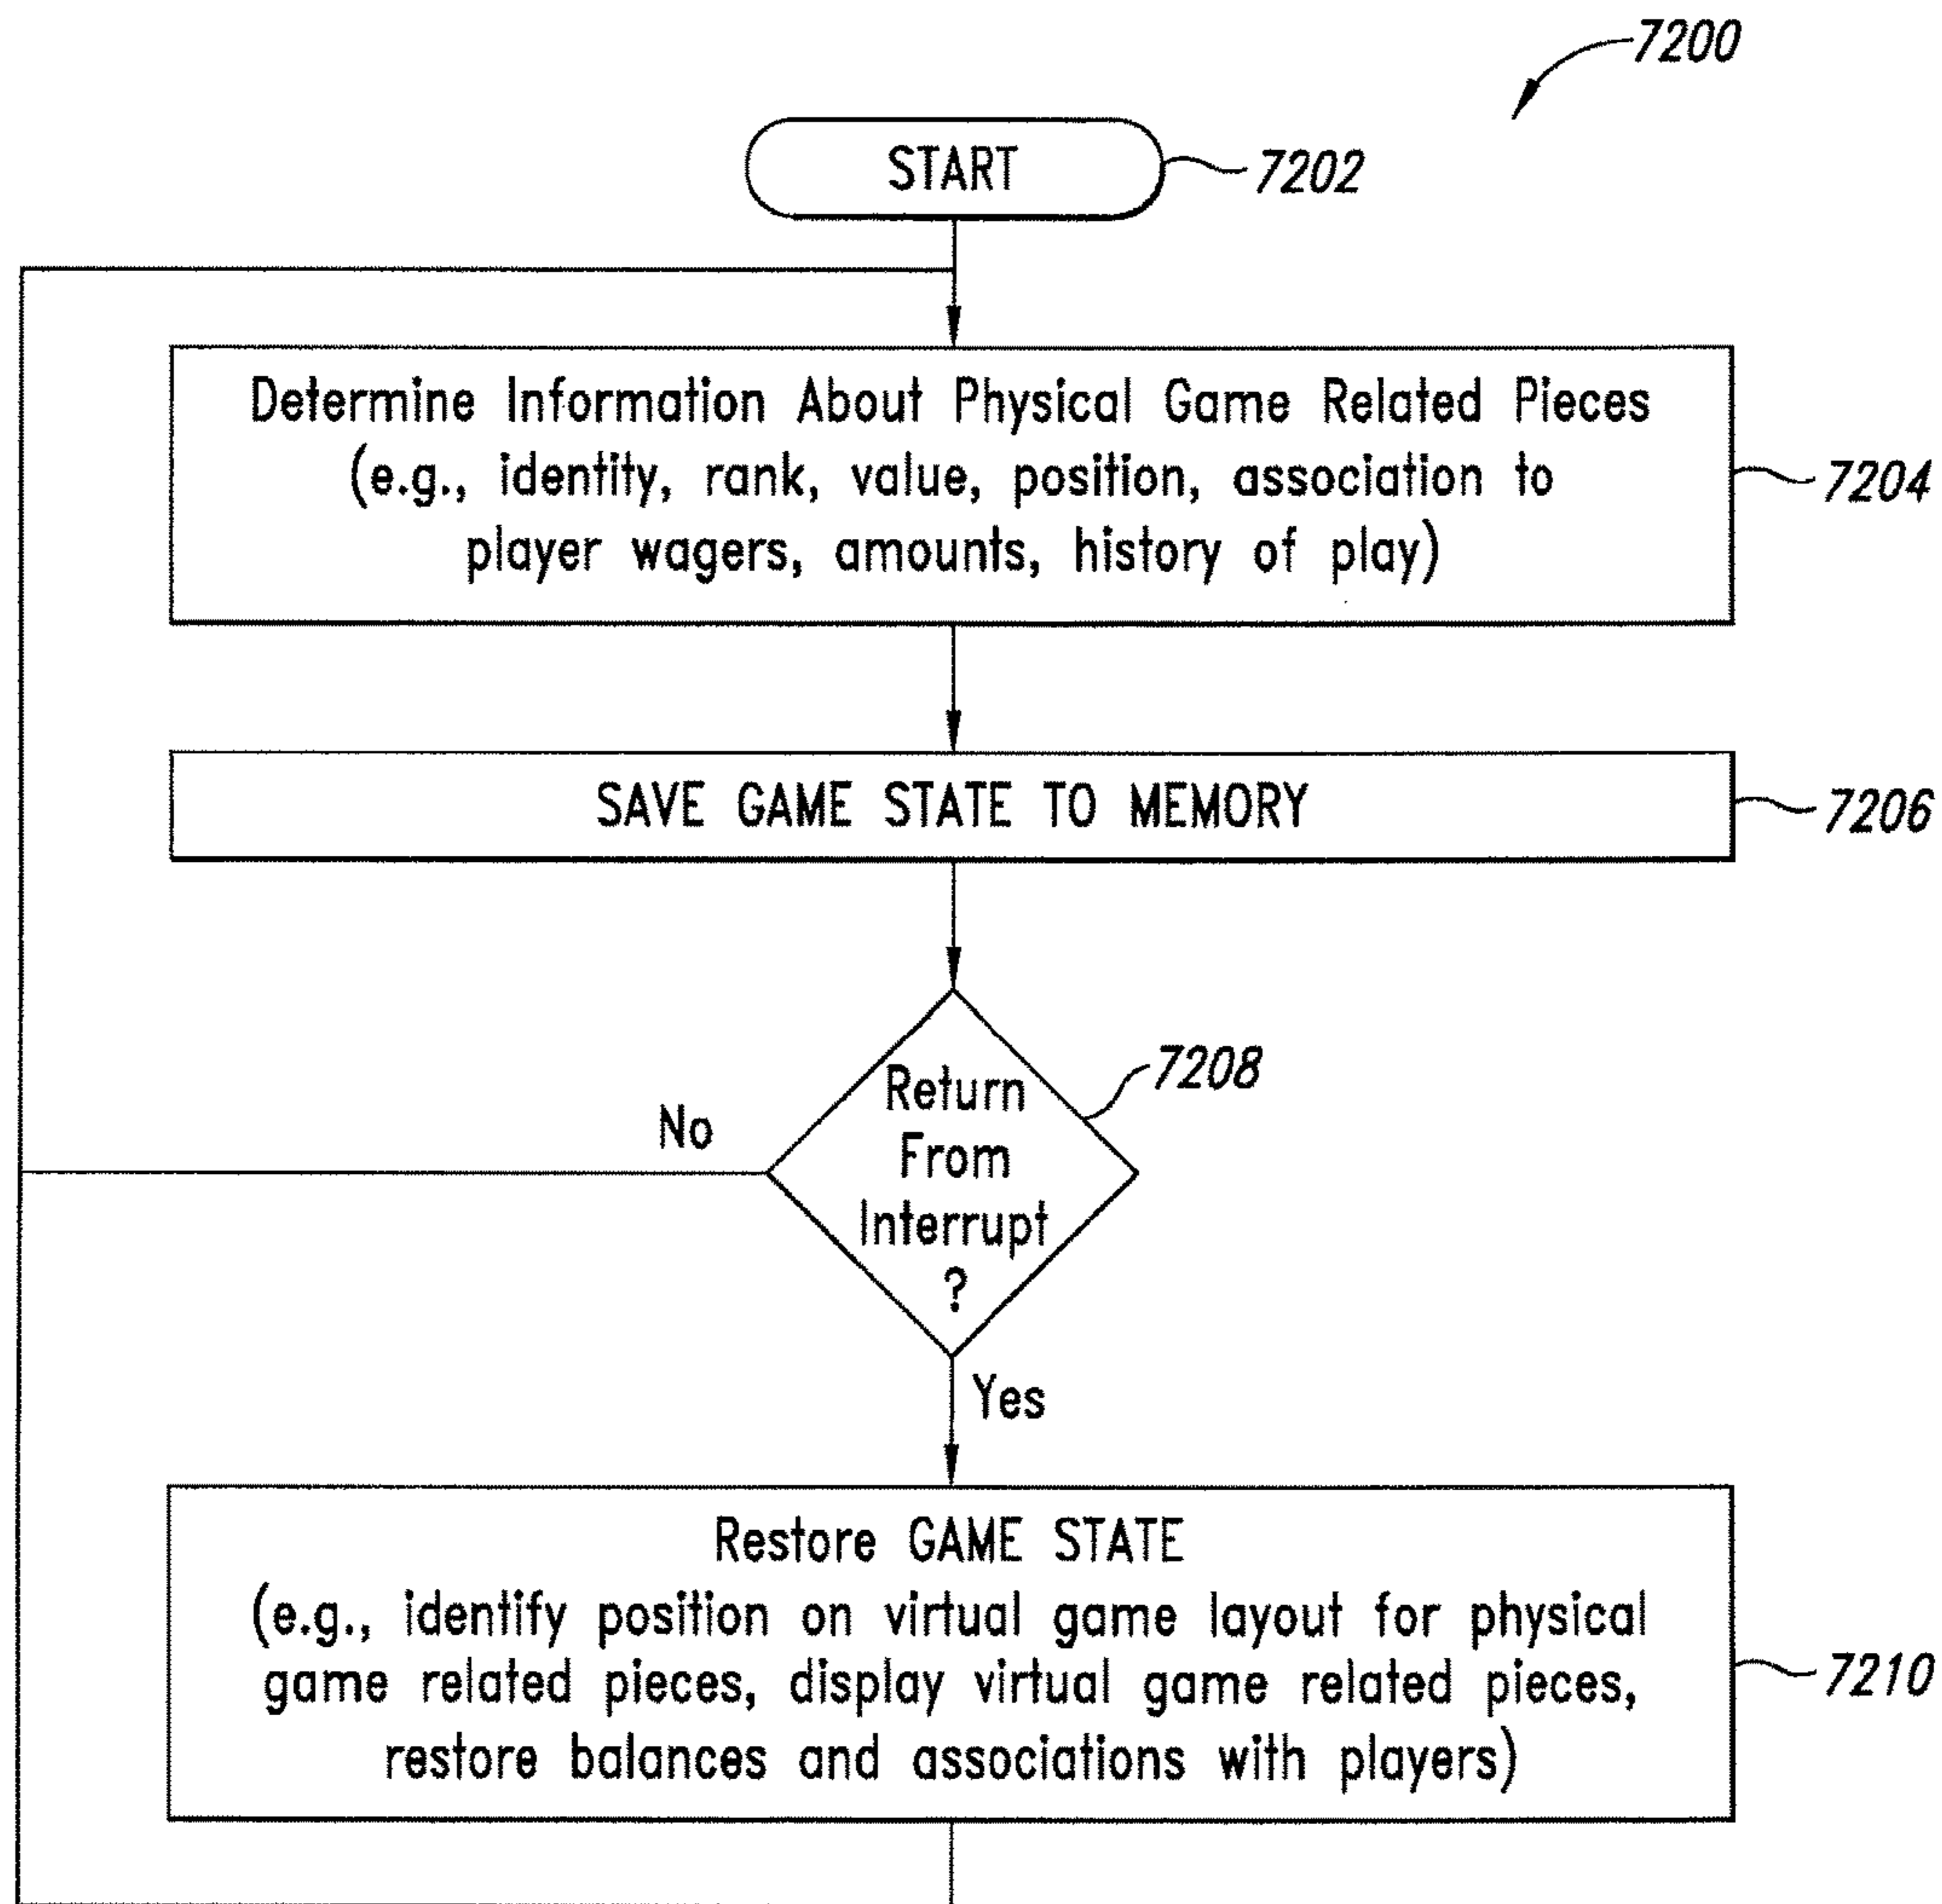 7200
START
7202
Determine Information About Physical Game Related Pieces
(e.g., identity, rank, value, position, association to
player wagers, amounts, history of play)
7204
SAVE GAME STATE TO MEMORY
7206
Return
From
Interrupt
?
7208
No
Yes
Restore GAME STATE
(e.g., identify position on virtual game layout for physical
game related pieces, display virtual game related pieces,
restore balances and associations with players)
7210